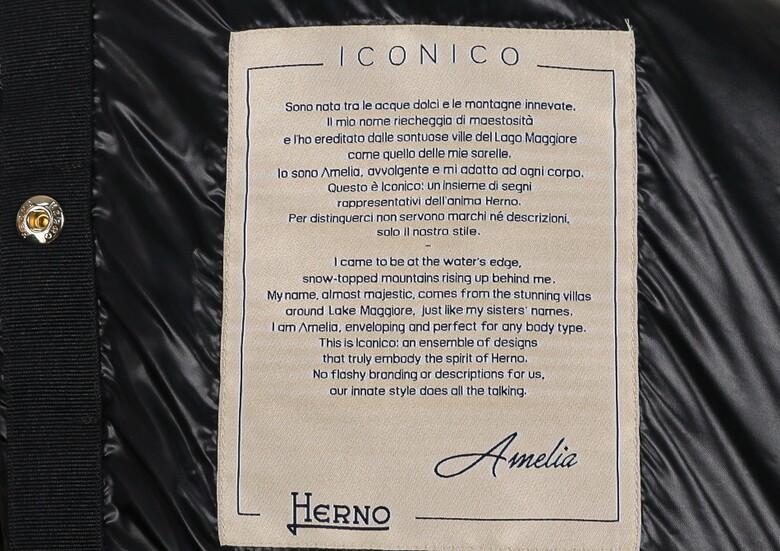 ICONICO
Sono nata tra le acque dolci e le montagne innevate.
Il mio nome riecheggia di maestosità
e l'ho ereditato dalle santuose ville del Lago Maggiore
come quello delle mie sorelle.
Io sono Amelia, avvolgente e mi adatto ad ogni corpo.
Questo è Iconico: un insieme di segni
rappresentativi dell'anima Herno.
Per distinguerci non servono marchi né descrizioni,
solo il nostro stile.
–
I came to be at the water's edge,
snow-topped mountains rising up behind me.
My name, almost majestic, comes from the stunning villas
around Lake Maggiore, just like my sisters' names.
I am Amelia, enveloping and perfect for any body type.
This is Iconico: an ensemble of designs
that truly embody the spirit of Herno.
No flashy branding or descriptions for us,
our innate style does all the talking.
Amelia
HERNO